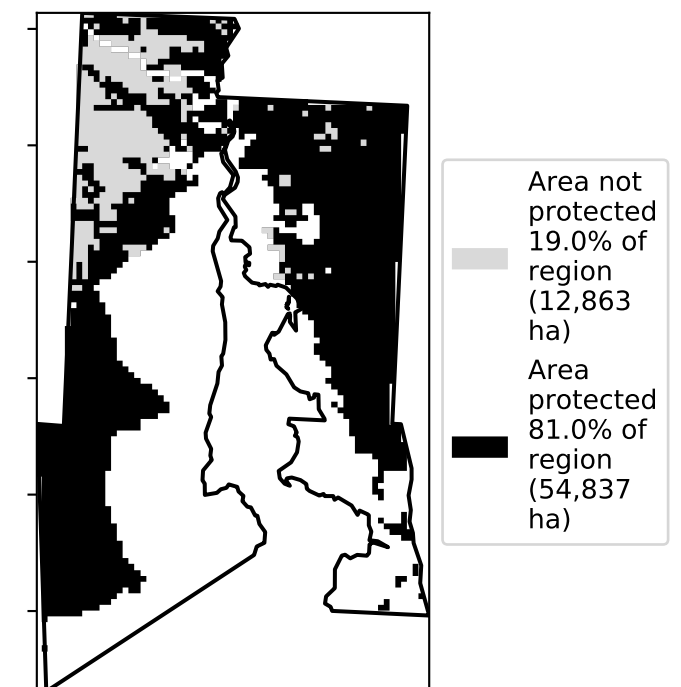 Area not
protected
19.0% of
region
(12,863
ha)
Area
protected
81.0% of
region
(54,837
ha)